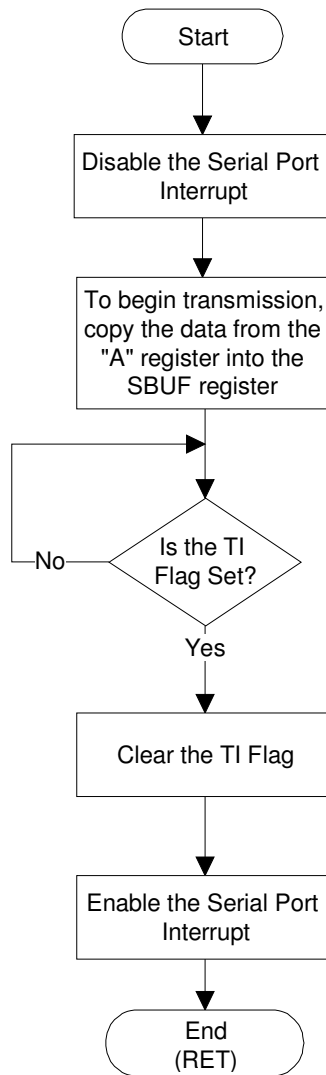 Start
Disable the Serial Port
Interrupt
To begin transmission,
copy the data from the
"A" register into the
SBUF register
Is the TI
Flag Set?
No
Yes
Clear the TI Flag
Enable the Serial Port
Interrupt
End
(RET)